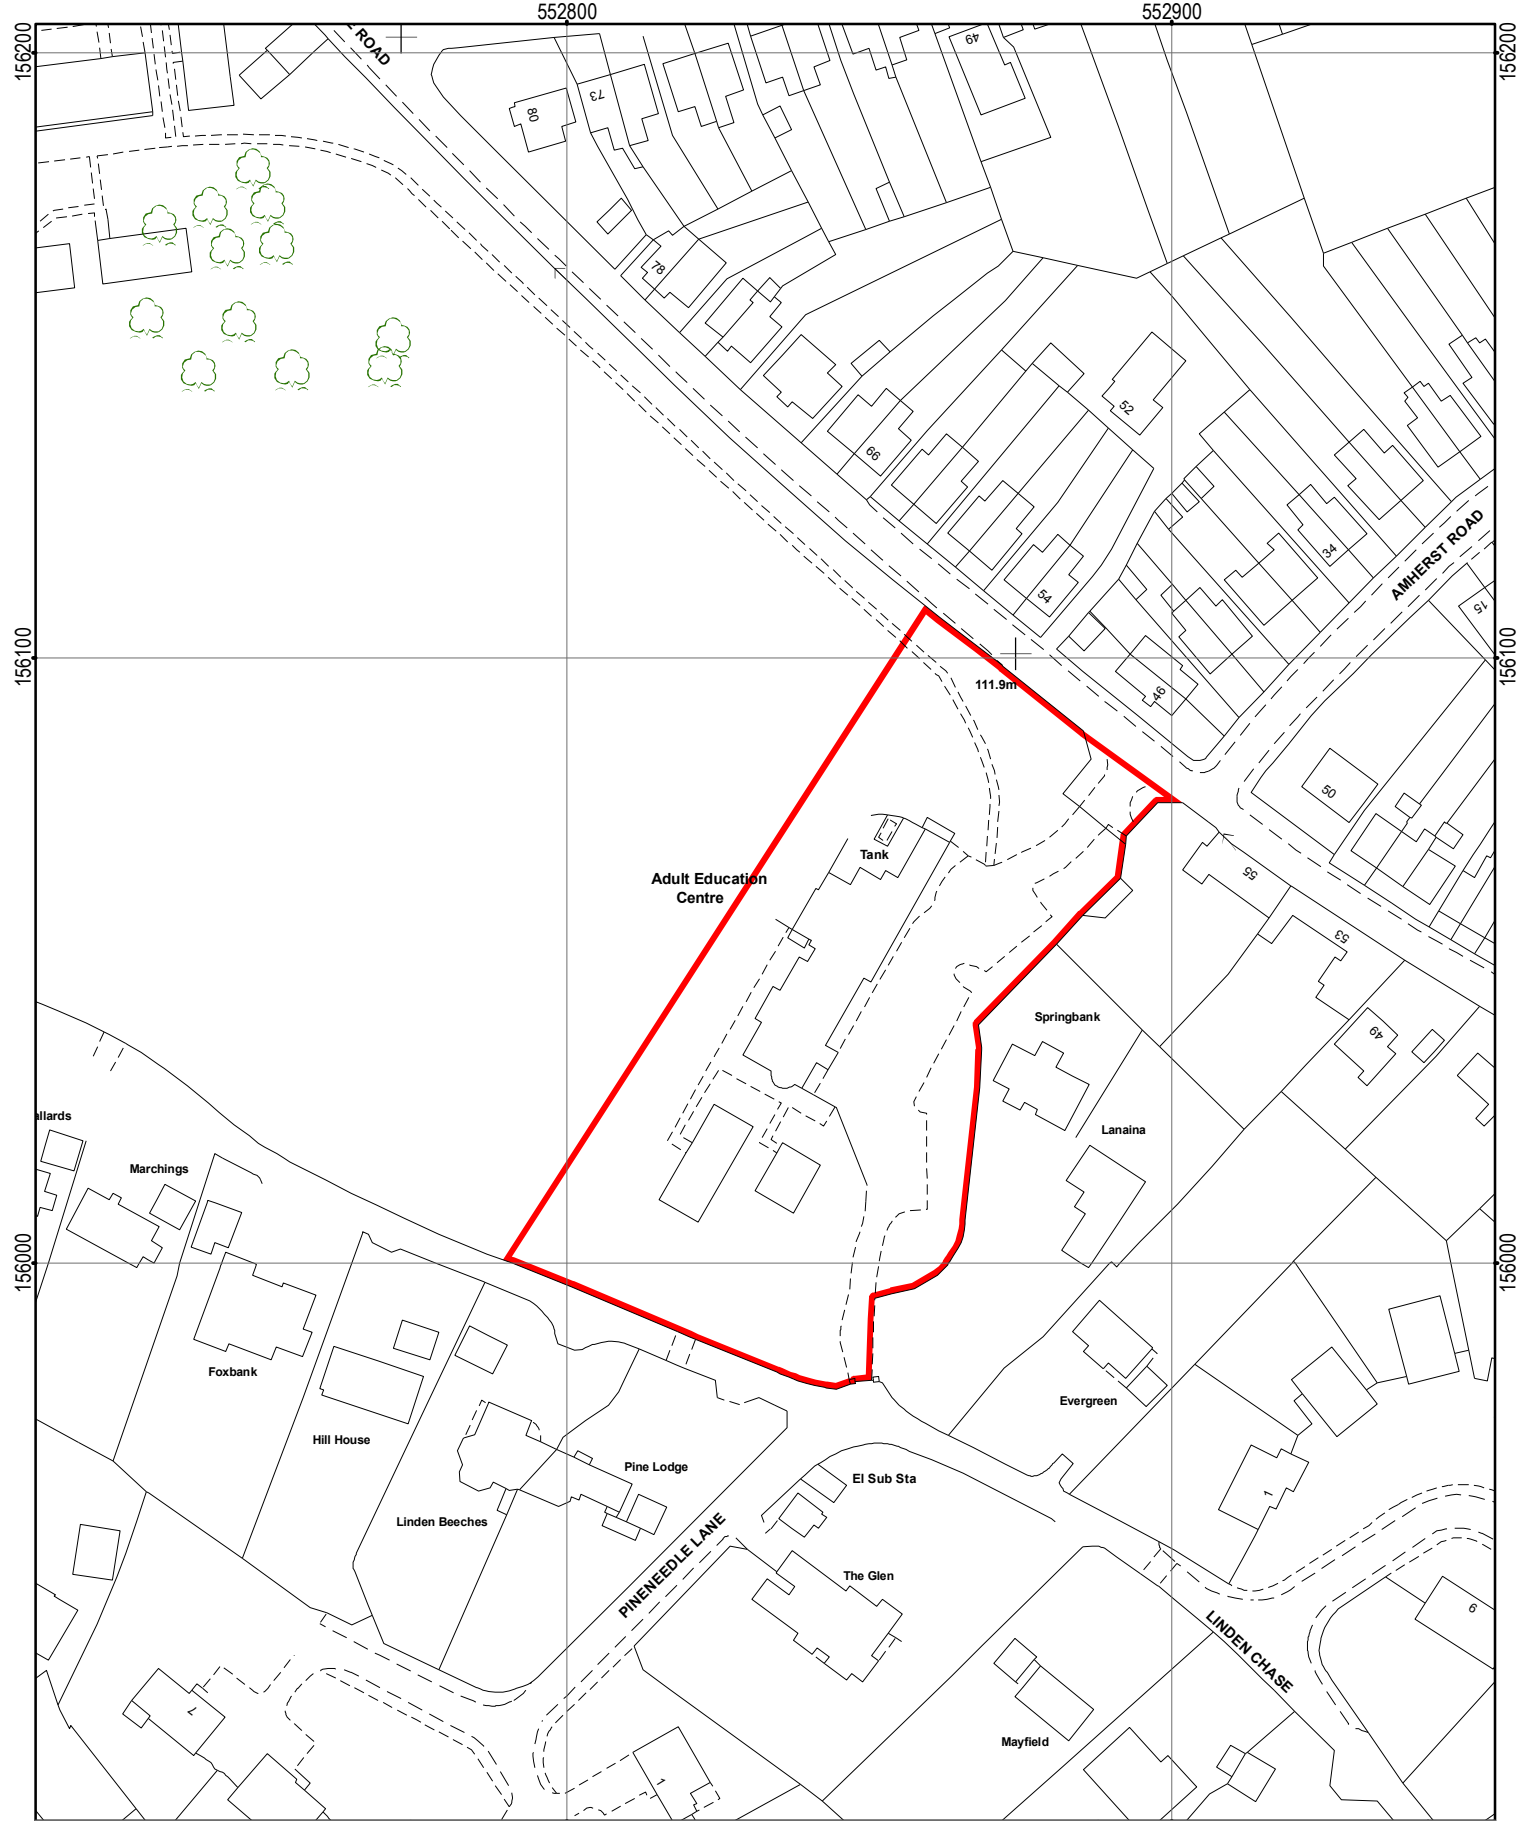 552800
552900
156200
156200
ROAD
49
73
80
78
52
66
AMHERST ROAD
34
54
15
156100
156100
111.9m
46
50
Tank
55
Adult Education
Centre
53
Springbank
49
allards
Lanaina
Marchings
156000
156000
Foxbank
Evergreen
Hill House
Pine Lodge
El Sub Sta
1
Linden Beeches
PINENEEDLE LANE
The Glen
LINDEN CHASE
7
Mayfield
1